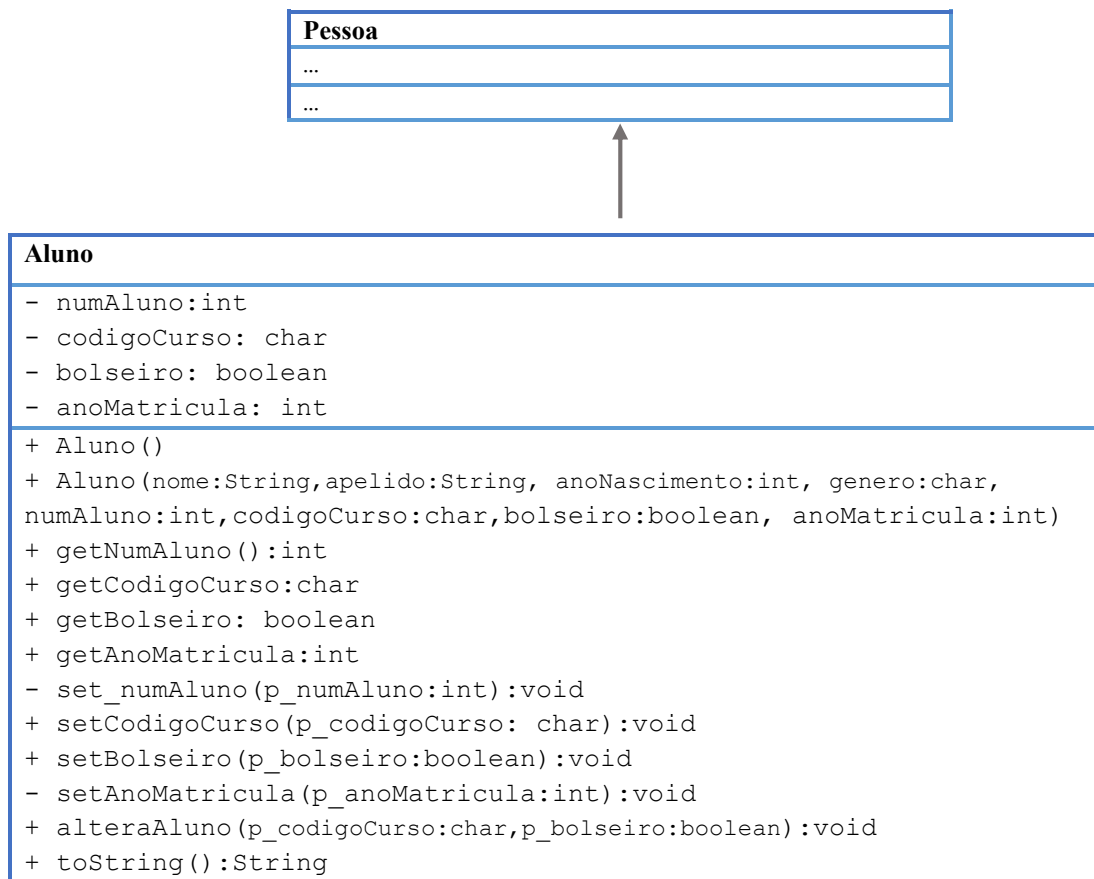 Pessoa
...
...
Aluno
- numAluno:int
- codigoCurso: char
- bolseiro: boolean
- anoMatricula: int
+ Aluno()
+ Aluno(nome:String,apelido:String, anoNascimento:int, genero:char,
numAluno:int,codigoCurso:char,bolseiro:boolean, anoMatricula:int)
+ getNumAluno():int
+ getCodigoCurso:char
+ getBolseiro: boolean
+ getAnoMatricula:int
- set_numAluno(p_numAluno:int):void
+ setCodigoCurso(p_codigoCurso: char):void
+ setBolseiro(p_bolseiro:boolean):void
- setAnoMatricula(p_anoMatricula:int):void
+ alteraAluno(p_codigoCurso:char,p_bolseiro:boolean):void
+ toString():String